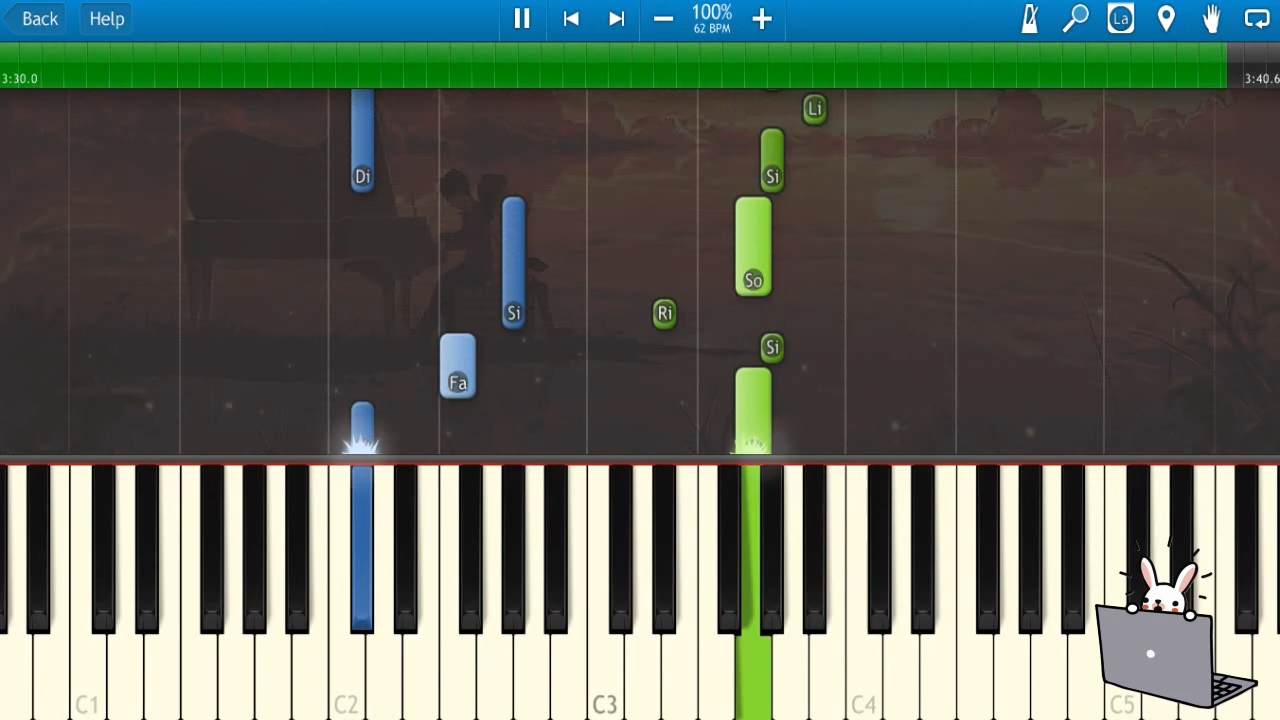 Back
Help
100%
62 BPM
La
3:30.0
3:40.6
Li
Di
Si
So
Si
Ri
Si
Fa
C1
C2
C3
C4
C5